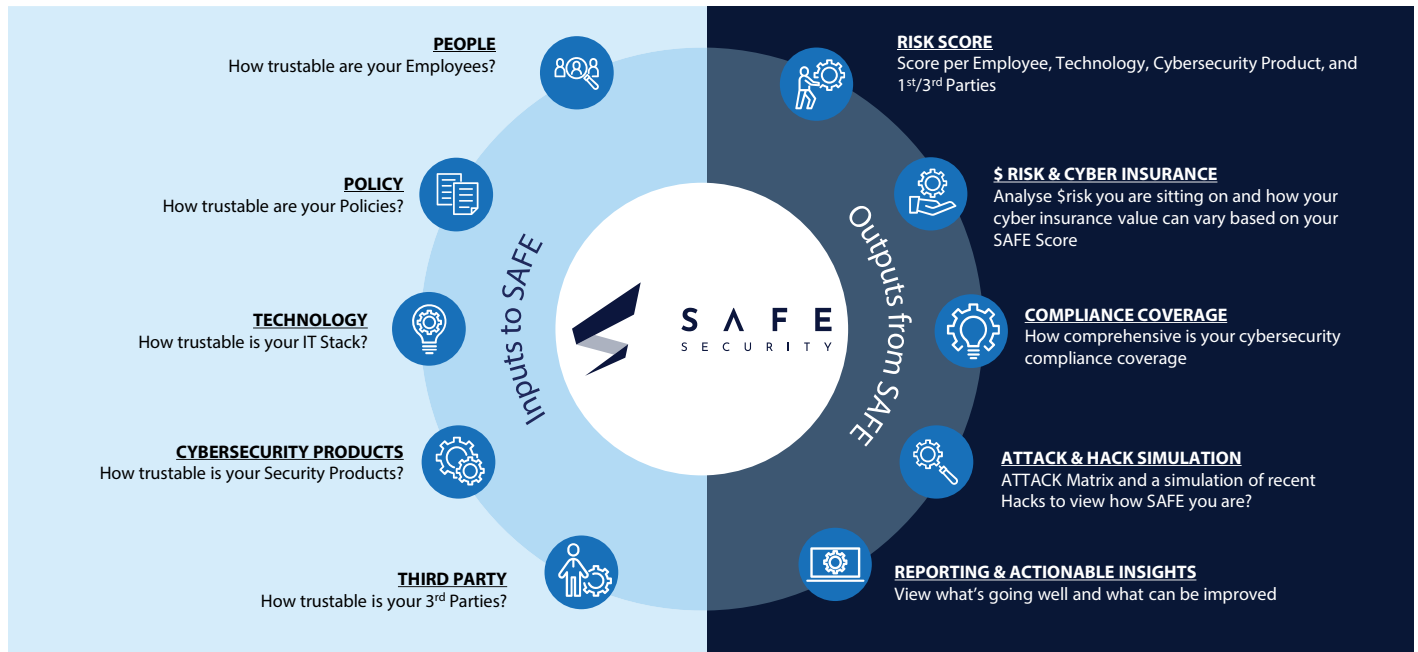 PEOPLE
How trustable are your Employees?
POLICY
How trustable are your Policies?
TECHNOLOGY
How trustable is your IT Stack?
CYBERSECURITY PRODUCTS
How trustable is your Security Products?
THIRD PARTY
How trustable is your 3rd Parties?
Inputs to SAFE
SAFE
SECURITY
Outputs from SAFE
RISK SCORE
Score per Employee, Technology, Cybersecurity Product, and
1st/3rd Parties
$ RISK & CYBER INSURANCE
Analyse $risk you are sitting on and how your
cyber insurance value can vary based on your
SAFE Score
COMPLIANCE COVERAGE
How comprehensive is your cybersecurity
compliance coverage
ATTACK & HACK SIMULATION
ATTACK Matrix and a simulation of recent
Hacks to view how SAFE you are?
REPORTING & ACTIONABLE INSIGHTS
View what's going well and what can be improved